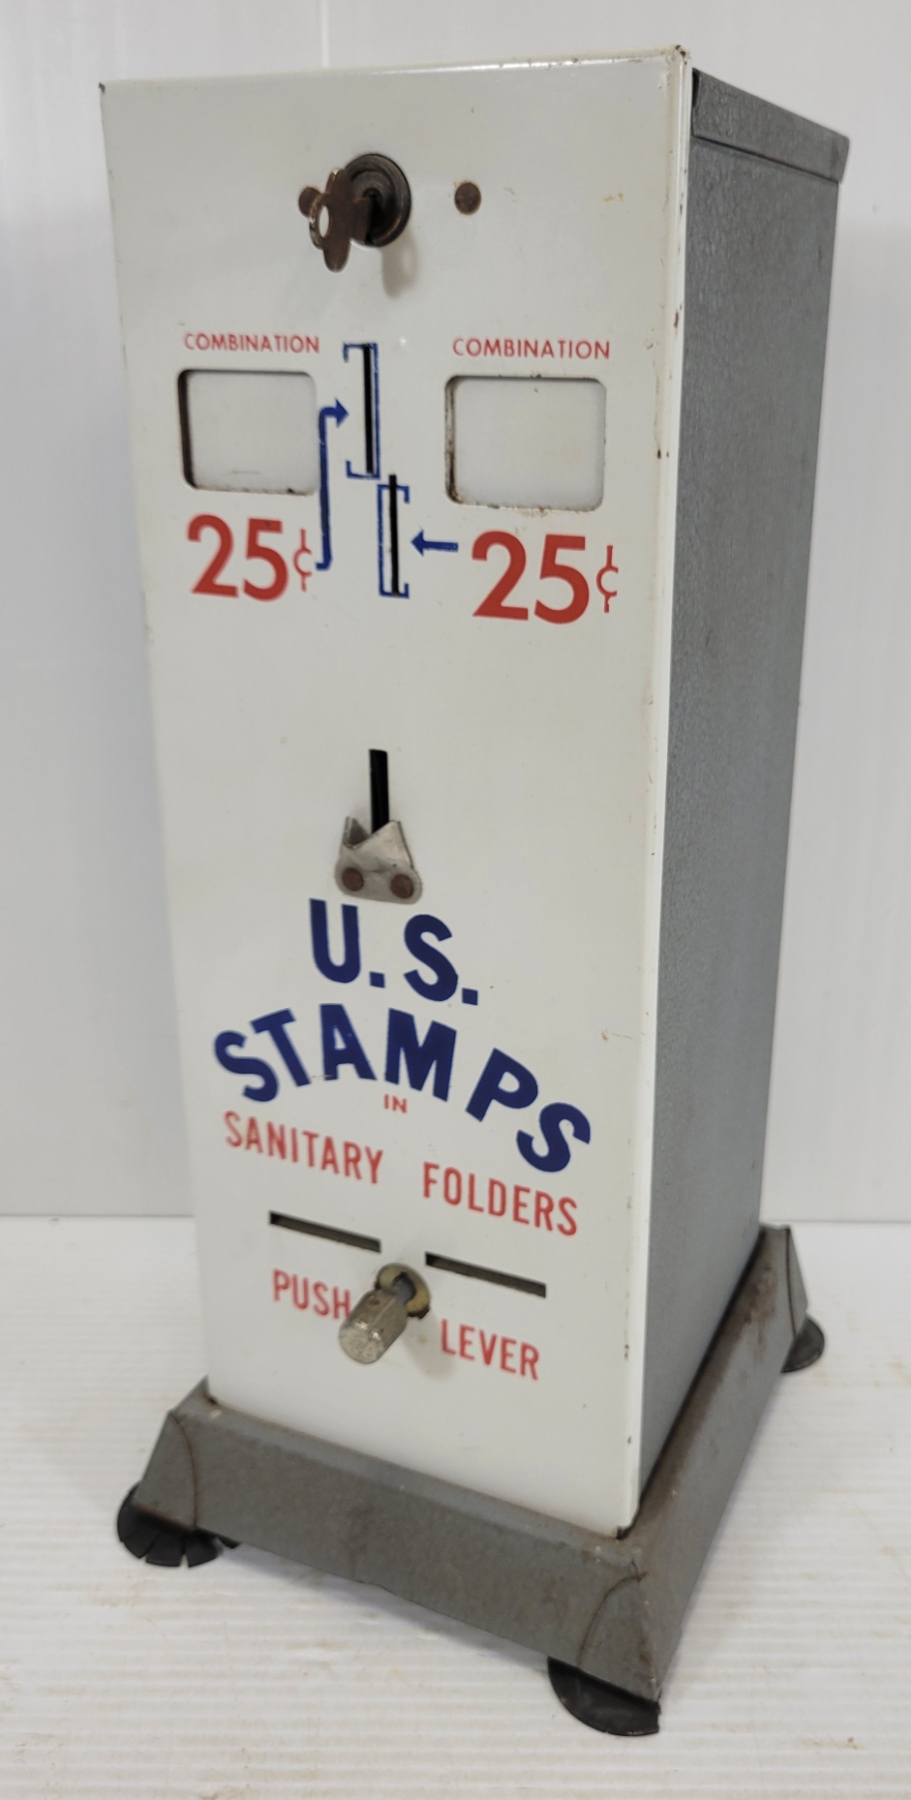 COMBINATION COMBINATION
25¢ 25¢
U.S.
STAMPS
IN
SANITARY FOLDERS
PUSH LEVER